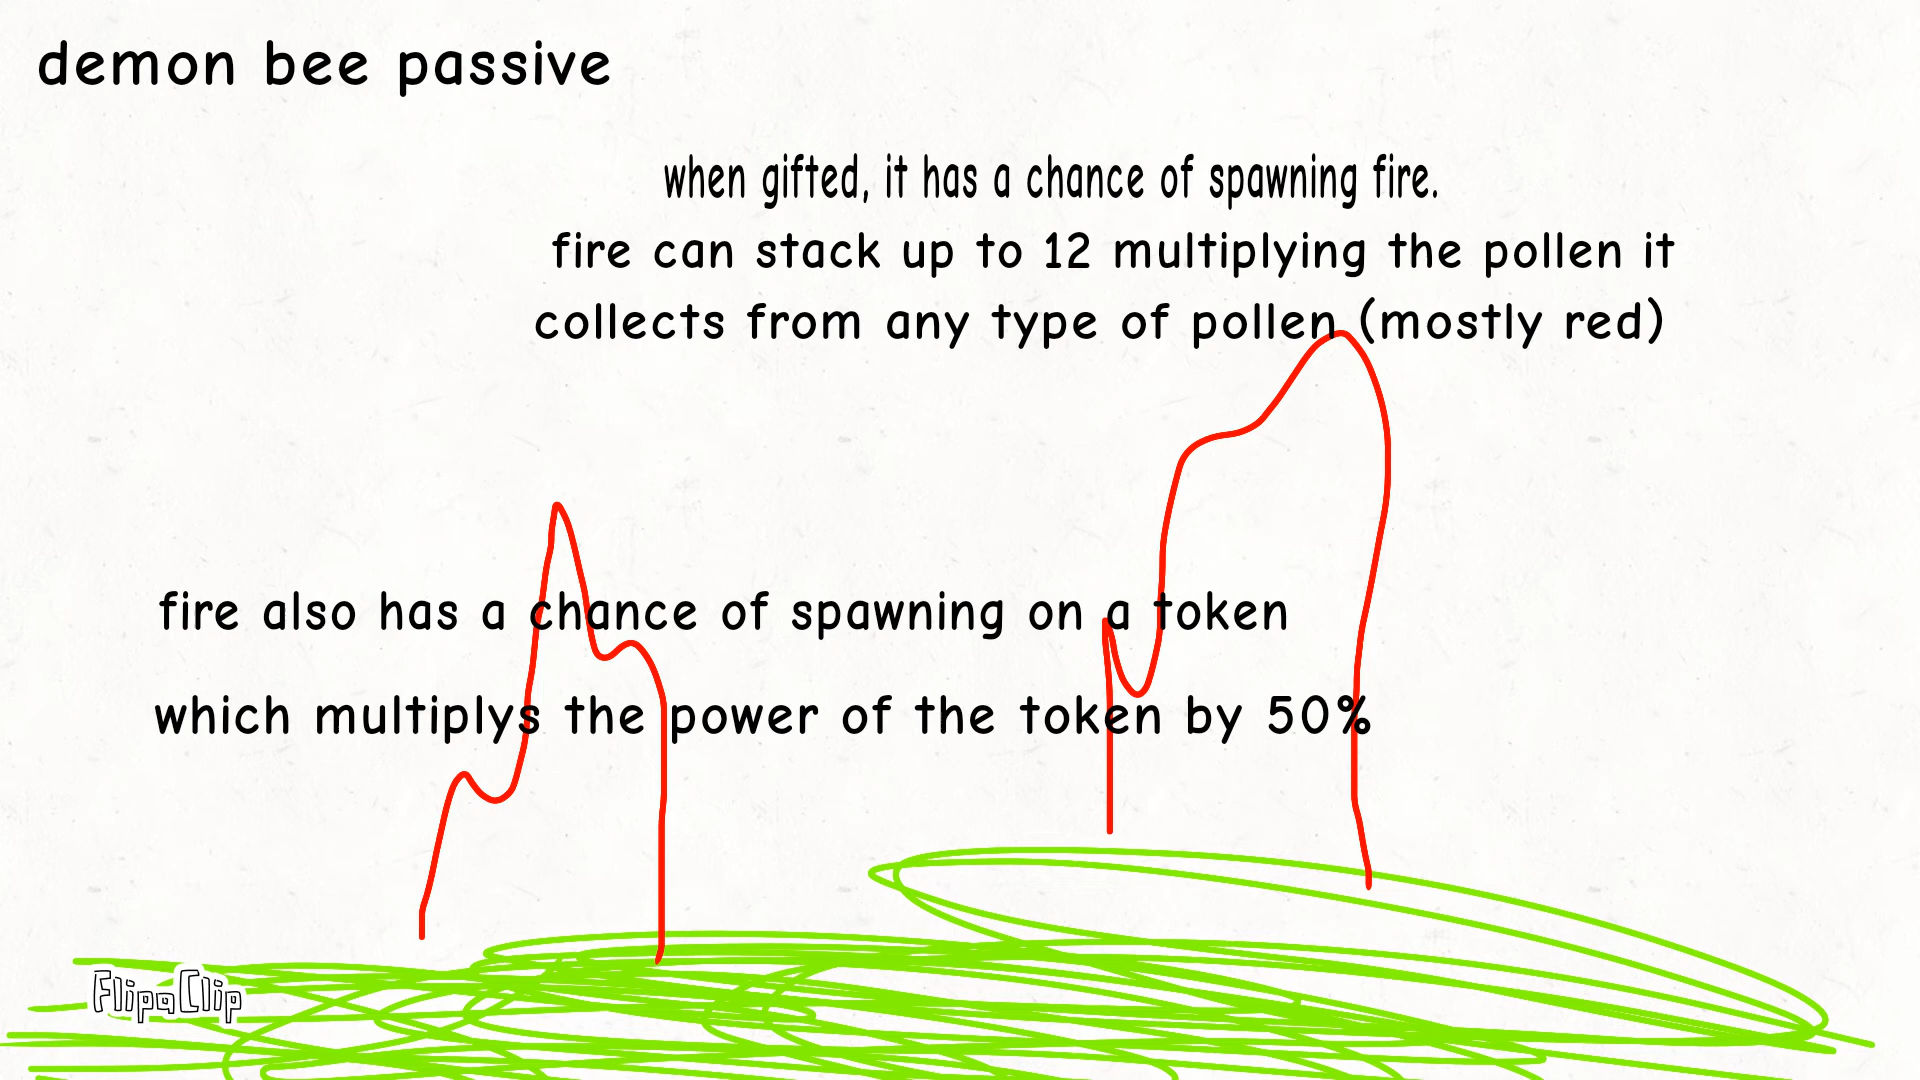 demon bee passive
when gifted, it has a chance of spawning fire.
fire can stack up to 12 multiplying the pollen it
collects from any type of pollen (mostly red)
fire also has a chance of spawning on a token
which multiplys the power of the token by 50%
FlipaClip